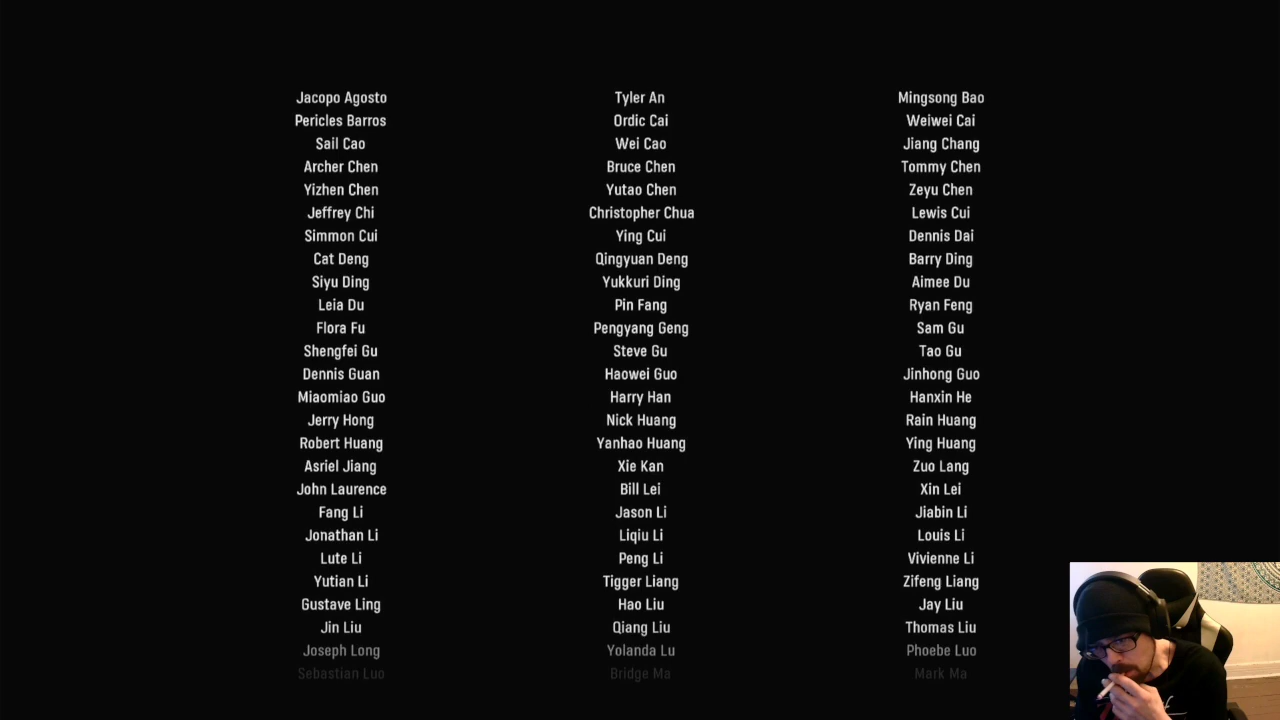 Jacopo Agosto Tyler An Mingsong Bao
Pericles Barros Ordic Cai Weiwei Cai
Sail Cao Wei Cao Jiang Chang
Archer Chen Bruce Chen Tommy Chen
Yizhen Chen Yutao Chen Zeyu Chen
Jeffrey Chi Christopher Chua Lewis Cui
Simmon Cui Ying Cui Dennis Dai
Cat Deng Qingyuan Deng Barry Ding
Siyu Ding Yukkuri Ding Aimee Du
Leia Du Pin Fang Ryan Feng
Flora Fu Pengyang Geng Sam Gu
Shengfei Gu Steve Gu Tao Gu
Dennis Guan Haowei Guo Jinhong Guo
Miaomiao Guo Harry Han Hanxin He
Jerry Hong Nick Huang Rain Huang
Robert Huang Yanhao Huang Ying Huang
Asriel Jiang Xie Kan Zuo Lang
John Laurence Bill Lei Xin Lei
Fang Li Jason Li Jiabin Li
Jonathan Li Liqiu Li Louis Li
Lute Li Peng Li Vivienne Li
Yutian Li Tigger Liang Zifeng Liang
Gustave Ling Hao Liu Jay Liu
Jin Liu Qiang Liu Thomas Liu
Joseph Long Yolanda Lu Phoebe Luo
Sebastian Luo Bridge Ma Mark Ma